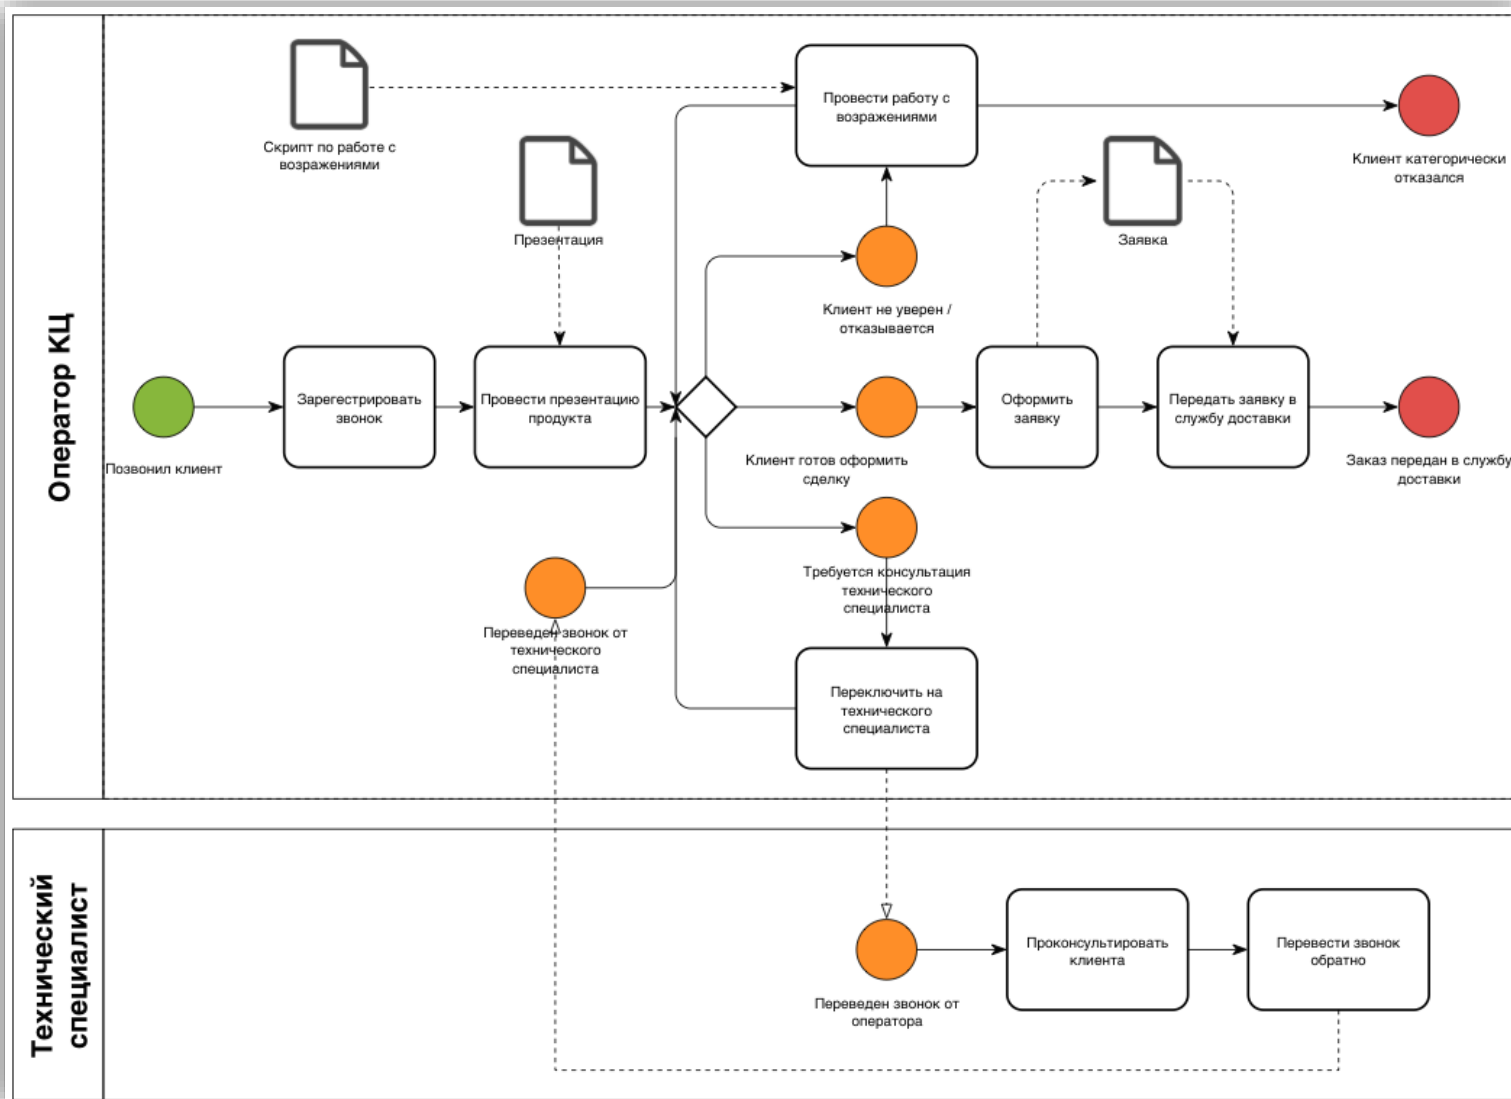 Оператор КЦ
Скрипт по работе с
возражениями
Презентация
Провести работу с
возражениями
Клиент категорически
отказался
Заявка
Клиент не уверен /
отказывается
Позвонил клиент
Зарегестрировать
звонок
Провести презентацию
продукта
Клиент готов оформить
сделку
Оформить
заявку
Передать заявку в
службу доставки
Заказ передан в службу
доставки
Требуется консультация
технического
специалиста
Переведен звонок от
технического
специалиста
Переключить на
технического
специалиста
Технический
специалист
Переведен звонок от
оператора
Проконсультировать
клиента
Перевести звонок
обратно